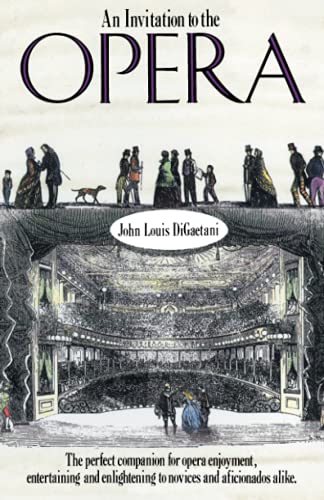 An Invitation to the
OPERA
John Louis DiGaetani
The perfect companion for opera enjoyment,
entertaining and enlightening to novices and aficionados alike.